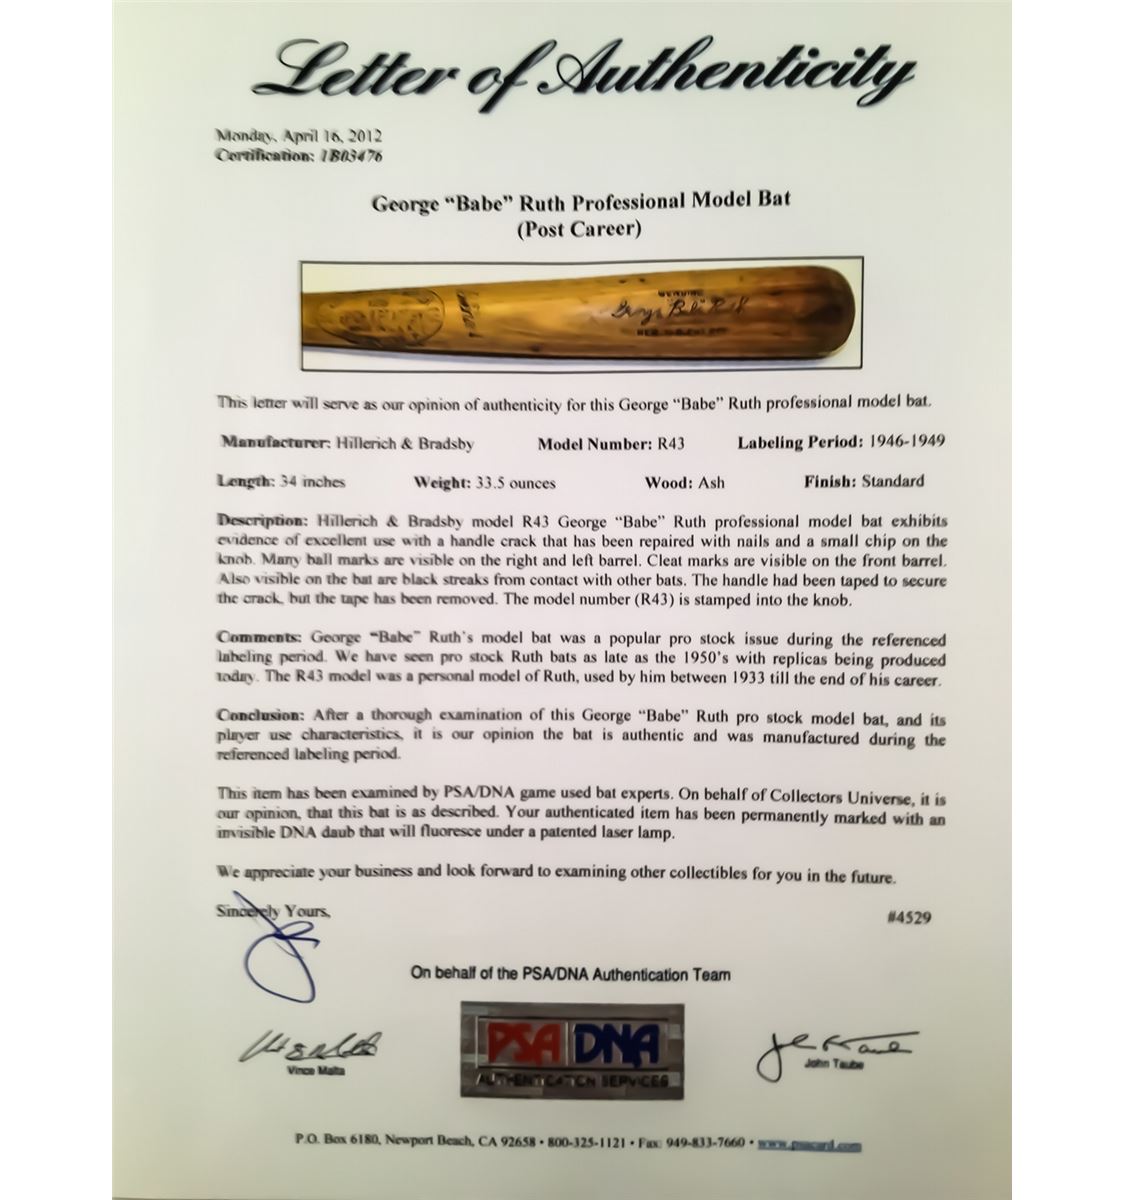 Letter of Authenticity
Monday, April 16, 2012
Certification: 1B03476
George “Babe” Ruth Professional Model Bat
(Post Career)
GENUINE
George "Babe" Ruth
This letter will serve as our opinion of authenticity for this George “Babe” Ruth professional model bat.
Manufacturer: Hillerich & Bradsby Model Number: R43 Labeling Period: 1946-1949
Length: 34 inches Weight: 33.5 ounces Wood: Ash Finish: Standard
Description: Hillerich & Bradsby model R43 George “Babe” Ruth professional model bat exhibits
evidence of excellent use with a handle crack that has been repaired with nails and a small chip on the
knob. Many ball marks are visible on the right and left barrel. Cleat marks are visible on the front barrel.
Also visible on the bat are black streaks from contact with other bats. The handle had been taped to secure
the crack, but the tape has been removed. The model number (R43) is stamped into the knob.
Comments: George “Babe” Ruth's model bat was a popular pro stock issue during the referenced
labeling period. We have seen pro stock Ruth bats as late as the 1950's with replicas being produced
today. The R43 model was a personal model of Ruth, used by him between 1933 till the end of his career.
Conclusion: After a thorough examination of this George “Babe” Ruth pro stock model bat, and its
player use characteristics, it is our opinion the bat is authentic and was manufactured during the
referenced labeling period.
This item has been examined by PSA/DNA game used bat experts. On behalf of Collectors Universe, it is
our opinion, that this bat is as described. Your authenticated item has been permanently marked with an
invisible DNA daub that will fluoresce under a patented laser lamp.
We appreciate your business and look forward to examining other collectibles for you in the future.
Sincerely Yours,
#4529
On behalf of the PSA/DNA Authentication Team
PSA DNA
AUTHENTICATION SERVICES
Vince Malta
John Taube
P.O. Box 6180, Newport Beach, CA 92658 • 800-325-1121 • Fax: 949-833-7660 • www.psacard.com